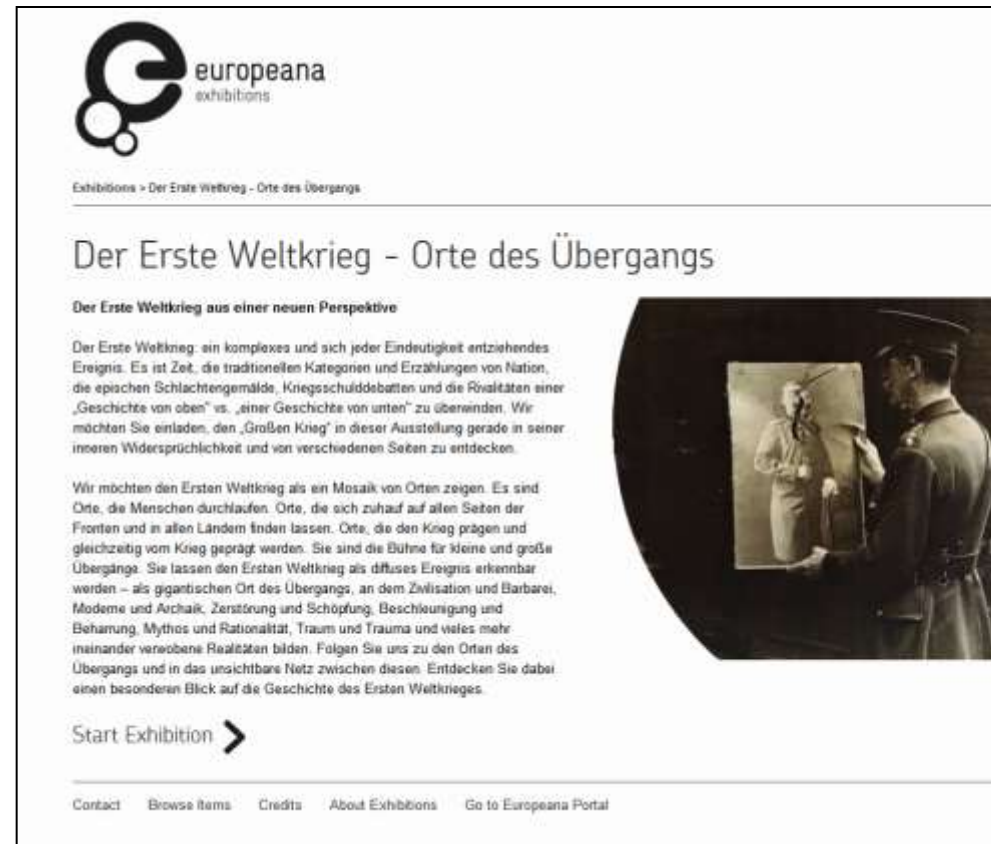 europeana
exhibitions
Exhibitions > Der Erste Weltkrieg - Orte des Übergangs
Der Erste Weltkrieg - Orte des Übergangs
Der Erste Weltkrieg aus einer neuen Perspektive
Der Erste Weltkrieg: ein komplexes und sich jeder Eindeutigkeit entziehendes
Ereignis. Es ist Zeit, die traditionellen Kategorien und Erzählungen von Nation,
die epischen Schlachtengemälde, Kriegsschulddebatten und die Rivalitäten einer
„Geschichte von oben“ vs. „einer Geschichte von unten“ zu überwinden. Wir
möchten Sie einladen, den „Großen Krieg“ in dieser Ausstellung gerade in seiner
inneren Widersprüchlichkeit und von verschiedenen Seiten zu entdecken.
Wir möchten den Ersten Weltkrieg als ein Mosaik von Orten zeigen. Es sind
Orte, die Menschen durchlaufen. Orte, die sich zuhauf auf allen Seiten der
Fronten und in allen Ländern finden lassen. Orte, die den Krieg prägen und
gleichzeitig vom Krieg geprägt werden. Sie sind die Bühne für kleine und große
Übergänge. Sie lassen den Ersten Weltkrieg als diffuses Ereignis erkennbar
werden – als gigantischen Ort des Übergangs, an dem Zivilisation und Barbarei,
Moderne und Archaik, Zerstörung und Schöpfung, Beschleunigung und
Beharrung, Mythos und Rationalität, Traum und Trauma und vieles mehr
ineinander verwobene Realitäten bilden. Folgen Sie uns zu den Orten des
Übergangs und in das unsichtbare Netz zwischen diesen. Entdecken Sie dabei
einen besonderen Blick auf die Geschichte des Ersten Weltkrieges.
Start Exhibition
Contact Browse Items Credits About Exhibitions Go to Europeana Portal